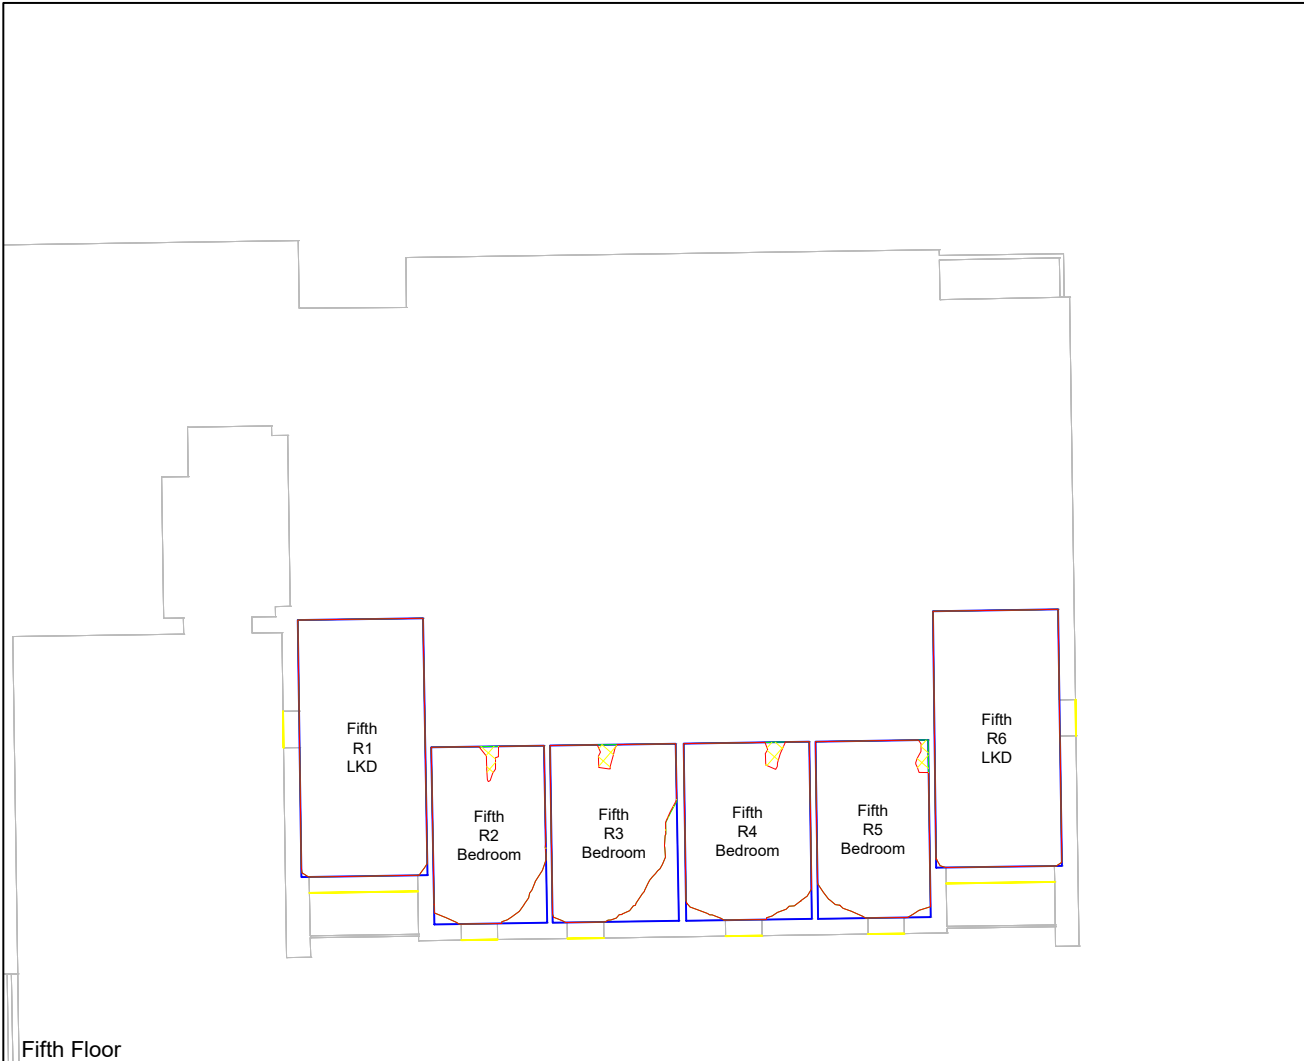 Fifth
R1
LKD
Fifth
R2
Bedroom
Fifth
R3
Bedroom
Fifth
R4
Bedroom
Fifth
R5
Bedroom
Fifth
R6
LKD
Fifth Floor